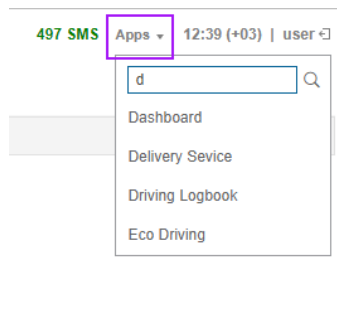 497 SMS Apps 12:39 (+03) | user
d
Dashboard
Delivery Sevice
Driving Logbook
Eco Driving